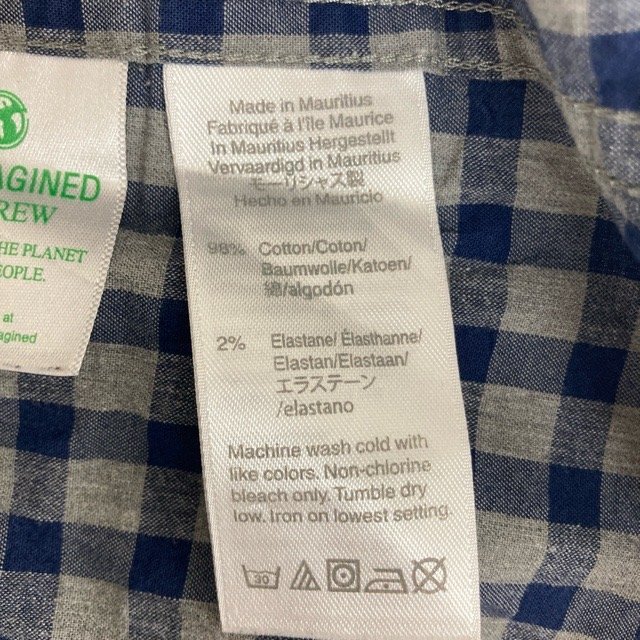 AGINED
REW
HE PLANET
EOPLE.
at
agined
Made in Mauritius
Fabriqué à l'île Maurice
In Mauritius Hergestellt
Vervaardigd in Mauritius
モーリシャス製
Hecho en Mauricio
98% Cotton/Coton/
Baumwolle/Katoen/
綿/algodón
2% Elastane/ Élasthanne/
Elastan/Elastaan/
エラステーン
/elastano
Machine wash cold with
like colors. Non-chlorine
bleach only. Tumble dry
low. Iron on lowest setting.
30